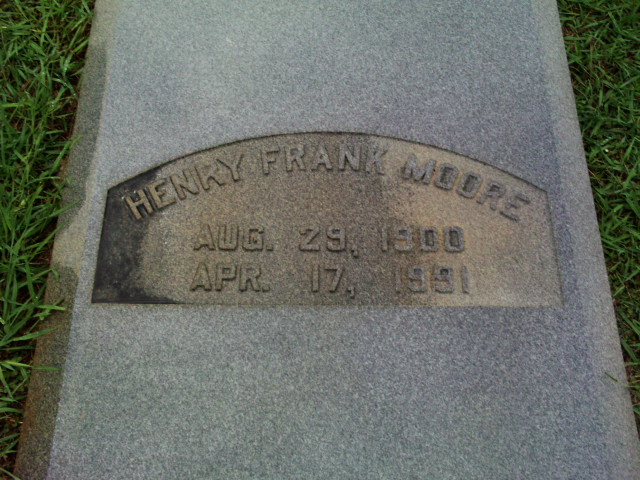 HENRY FRANK MOORE
AUG. 29, 1900
APR. 17, 1991